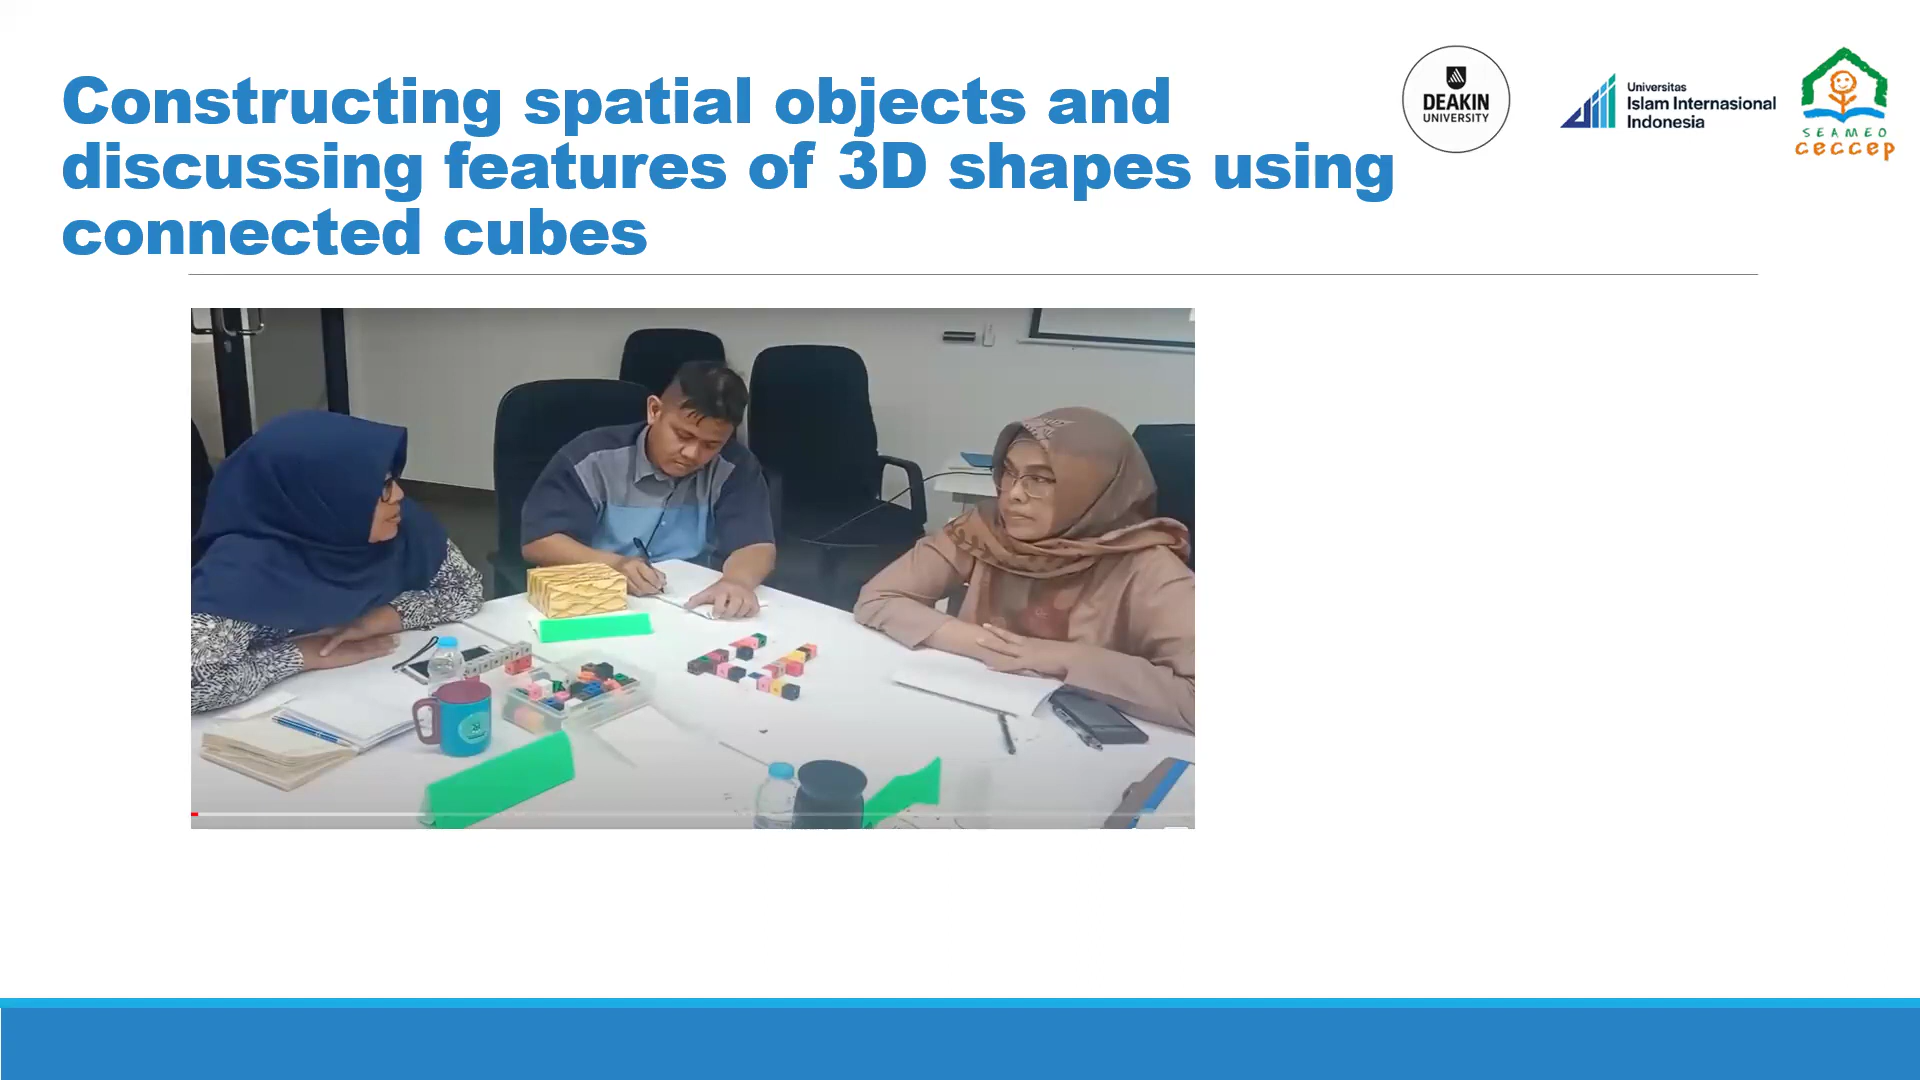 Constructing spatial objects and
discussing features of 3D shapes using
connected cubes
DEAKIN
UNIVERSITY
Universitas
Islam Internasional
Indonesia
SEAMEO
CECCEP